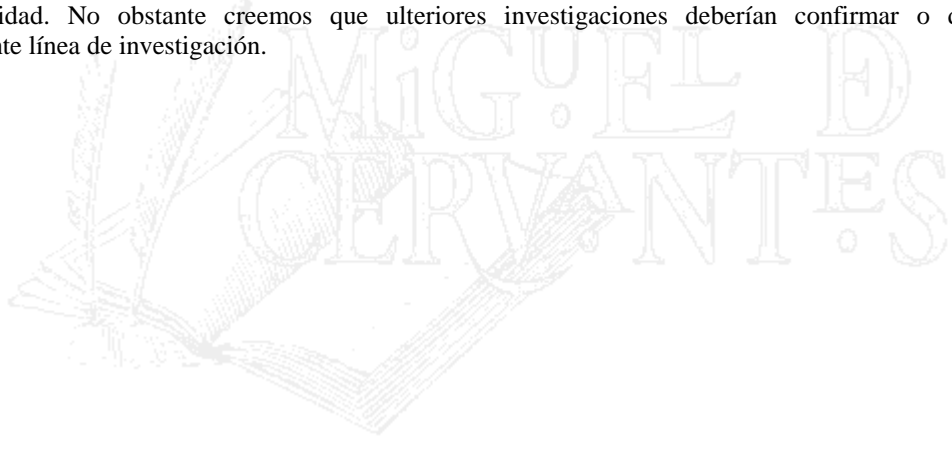 idad. No obstante creemos que ulteriores investigaciones deberían confirmar o
nte línea de investigación.
MiGUEL D
CERVANTES